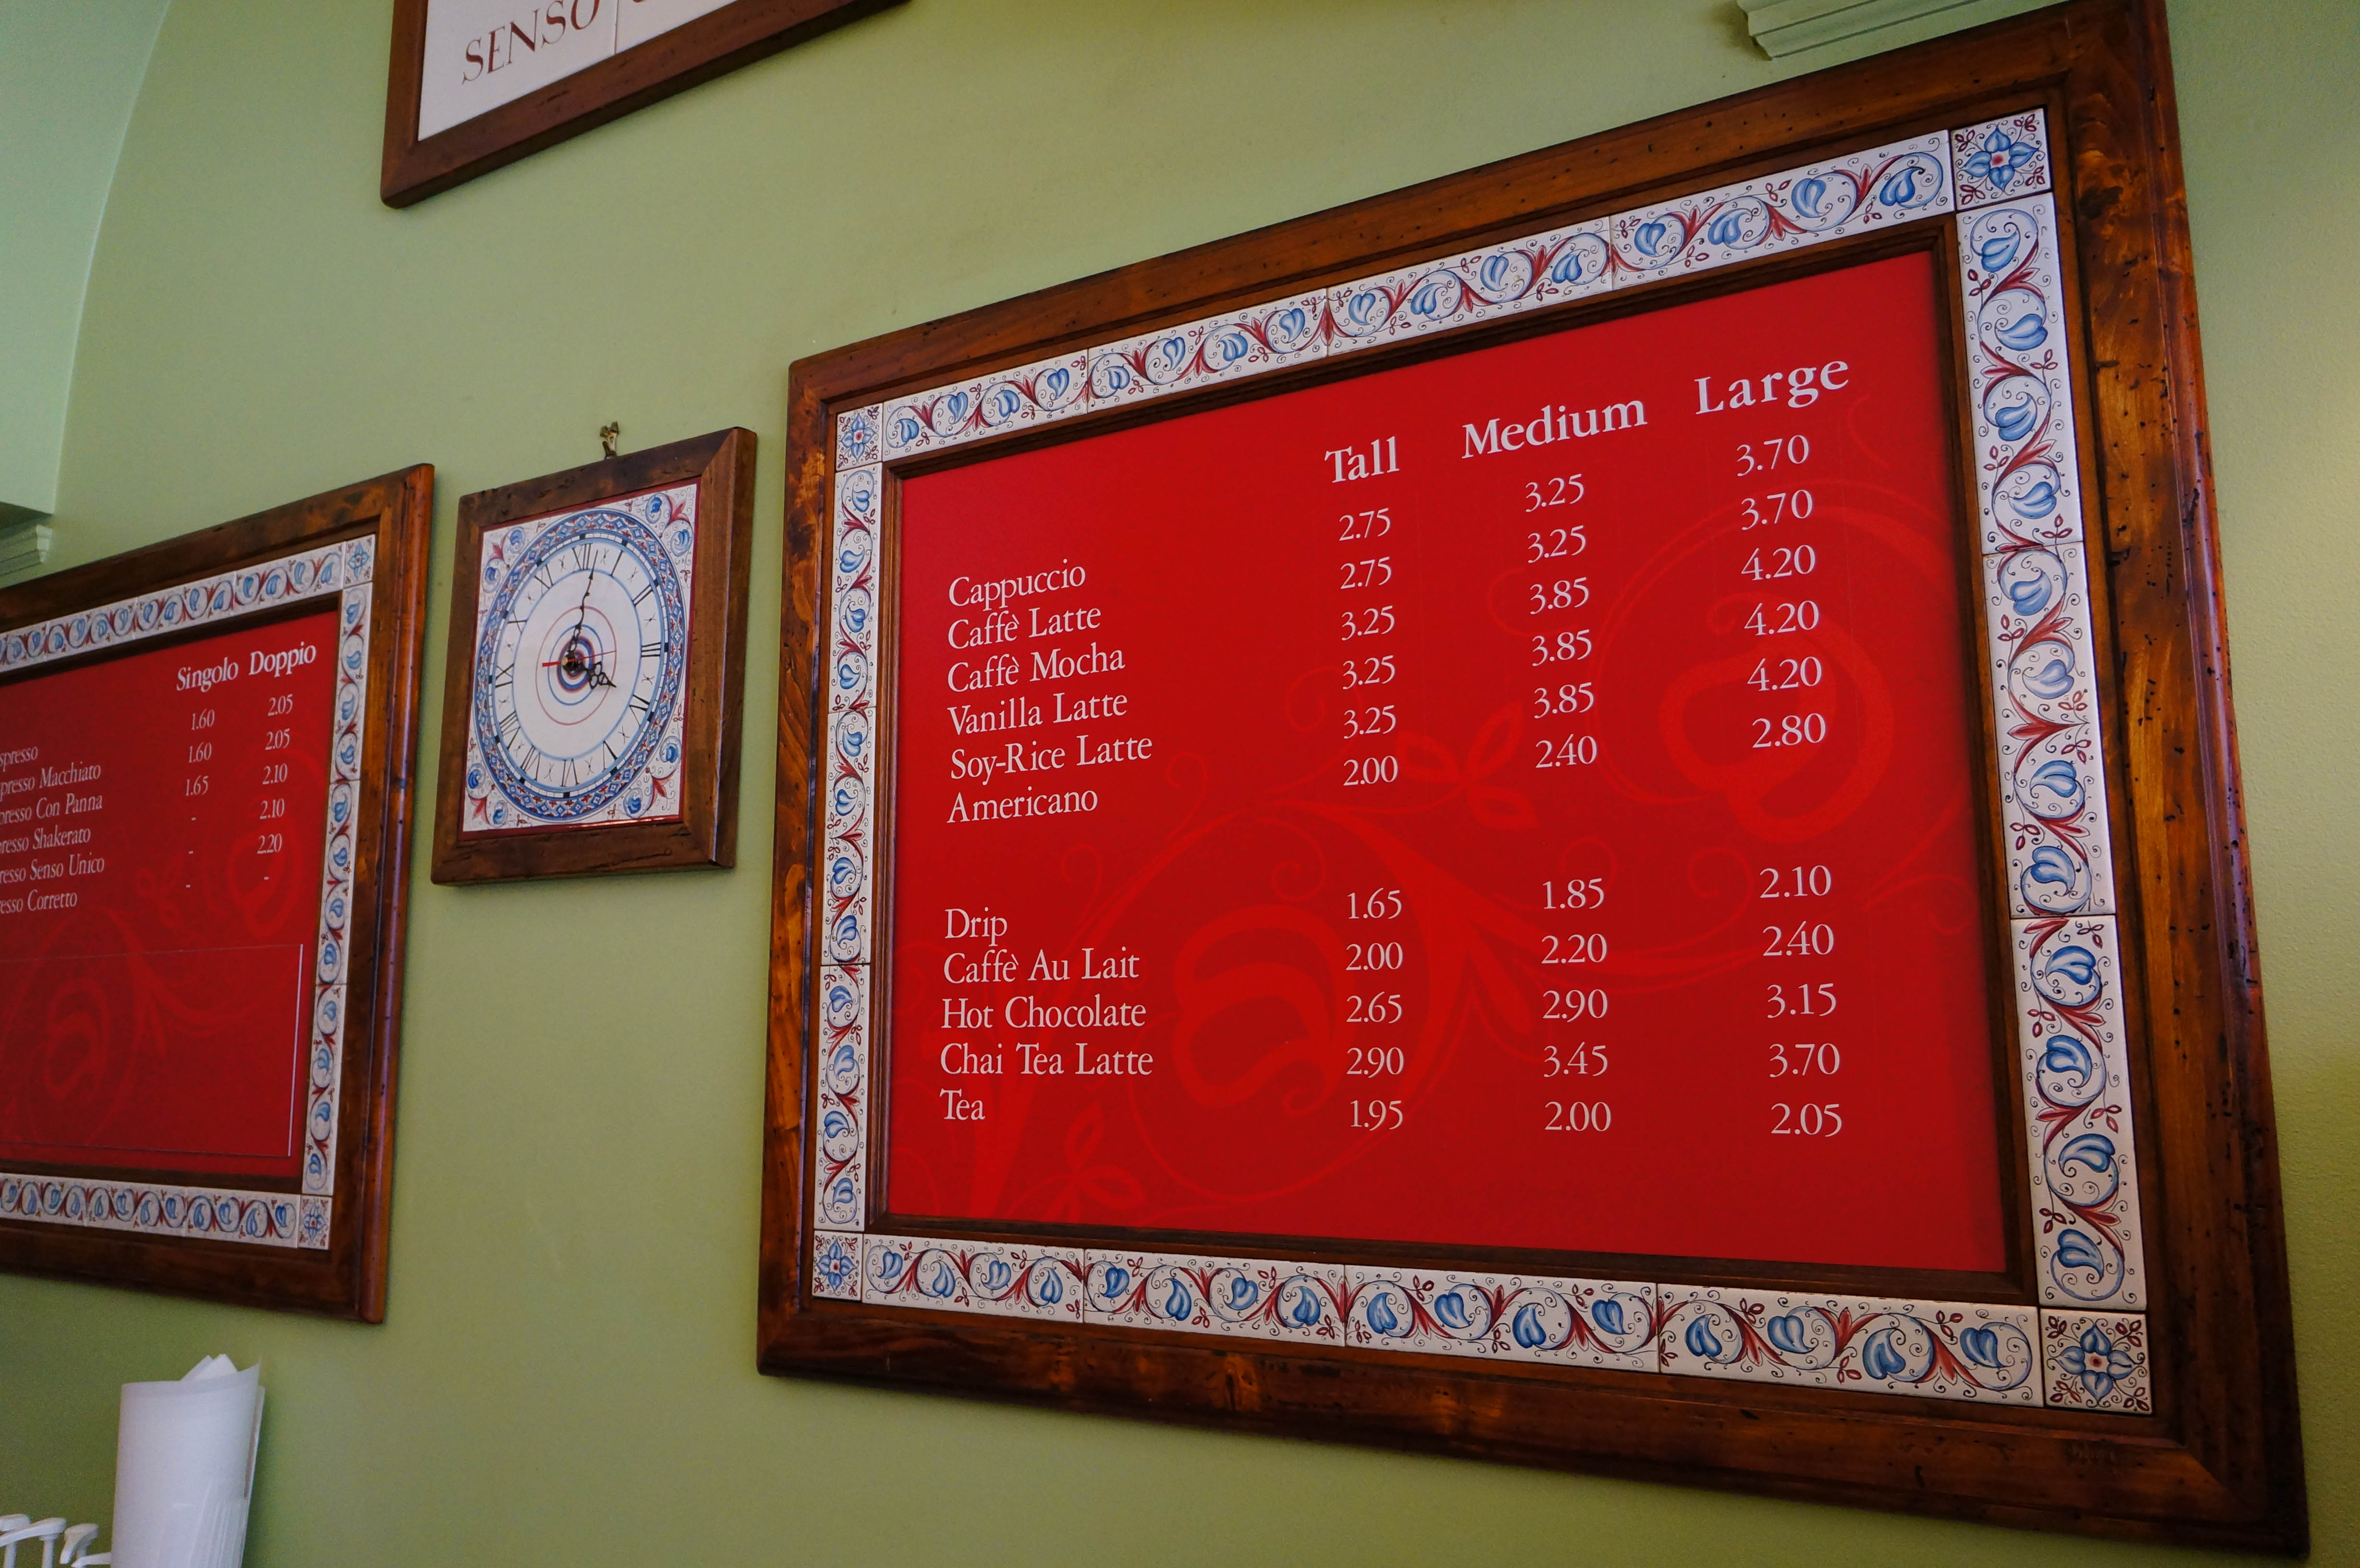 SENSO
Singolo Doppio
spresso 1.60 2.05
presso Macchiato 1.60 2.05
presso Con Panna 1.65 2.10
resso Shakerato - 2.10
resso Senso Unico - 2.20
esso Corretto - -
Tall Medium Large
Cappuccio 2.75 3.25 3.70
Caffè Latte 2.75 3.25 3.70
Caffè Mocha 3.25 3.85 4.20
Vanilla Latte 3.25 3.85 4.20
Soy-Rice Latte 3.25 3.85 4.20
Americano 2.00 2.40 2.80
Drip 1.65 1.85 2.10
Caffè Au Lait 2.00 2.20 2.40
Hot Chocolate 2.65 2.90 3.15
Chai Tea Latte 2.90 3.45 3.70
Tea 1.95 2.00 2.05